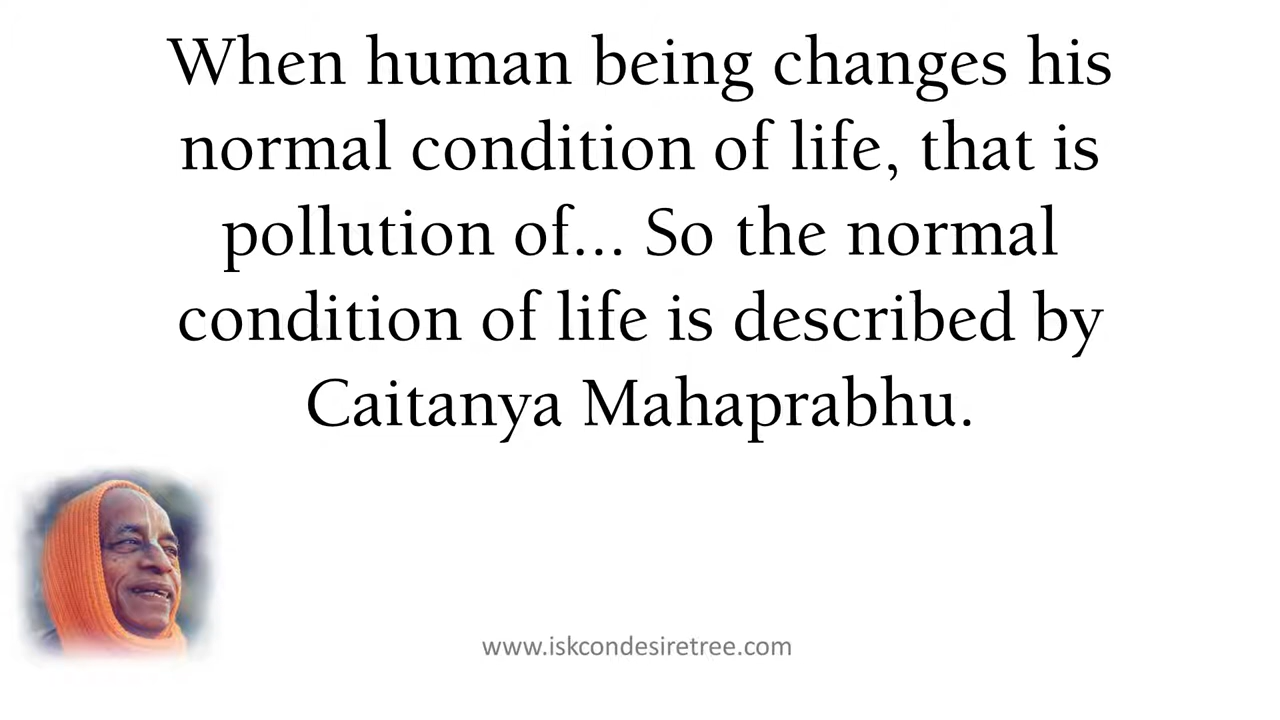 When human being changes his
normal condition of life, that is
pollution of... So the normal
condition of life is described by
Caitanya Mahaprabhu.
www.iskcondesiretree.com